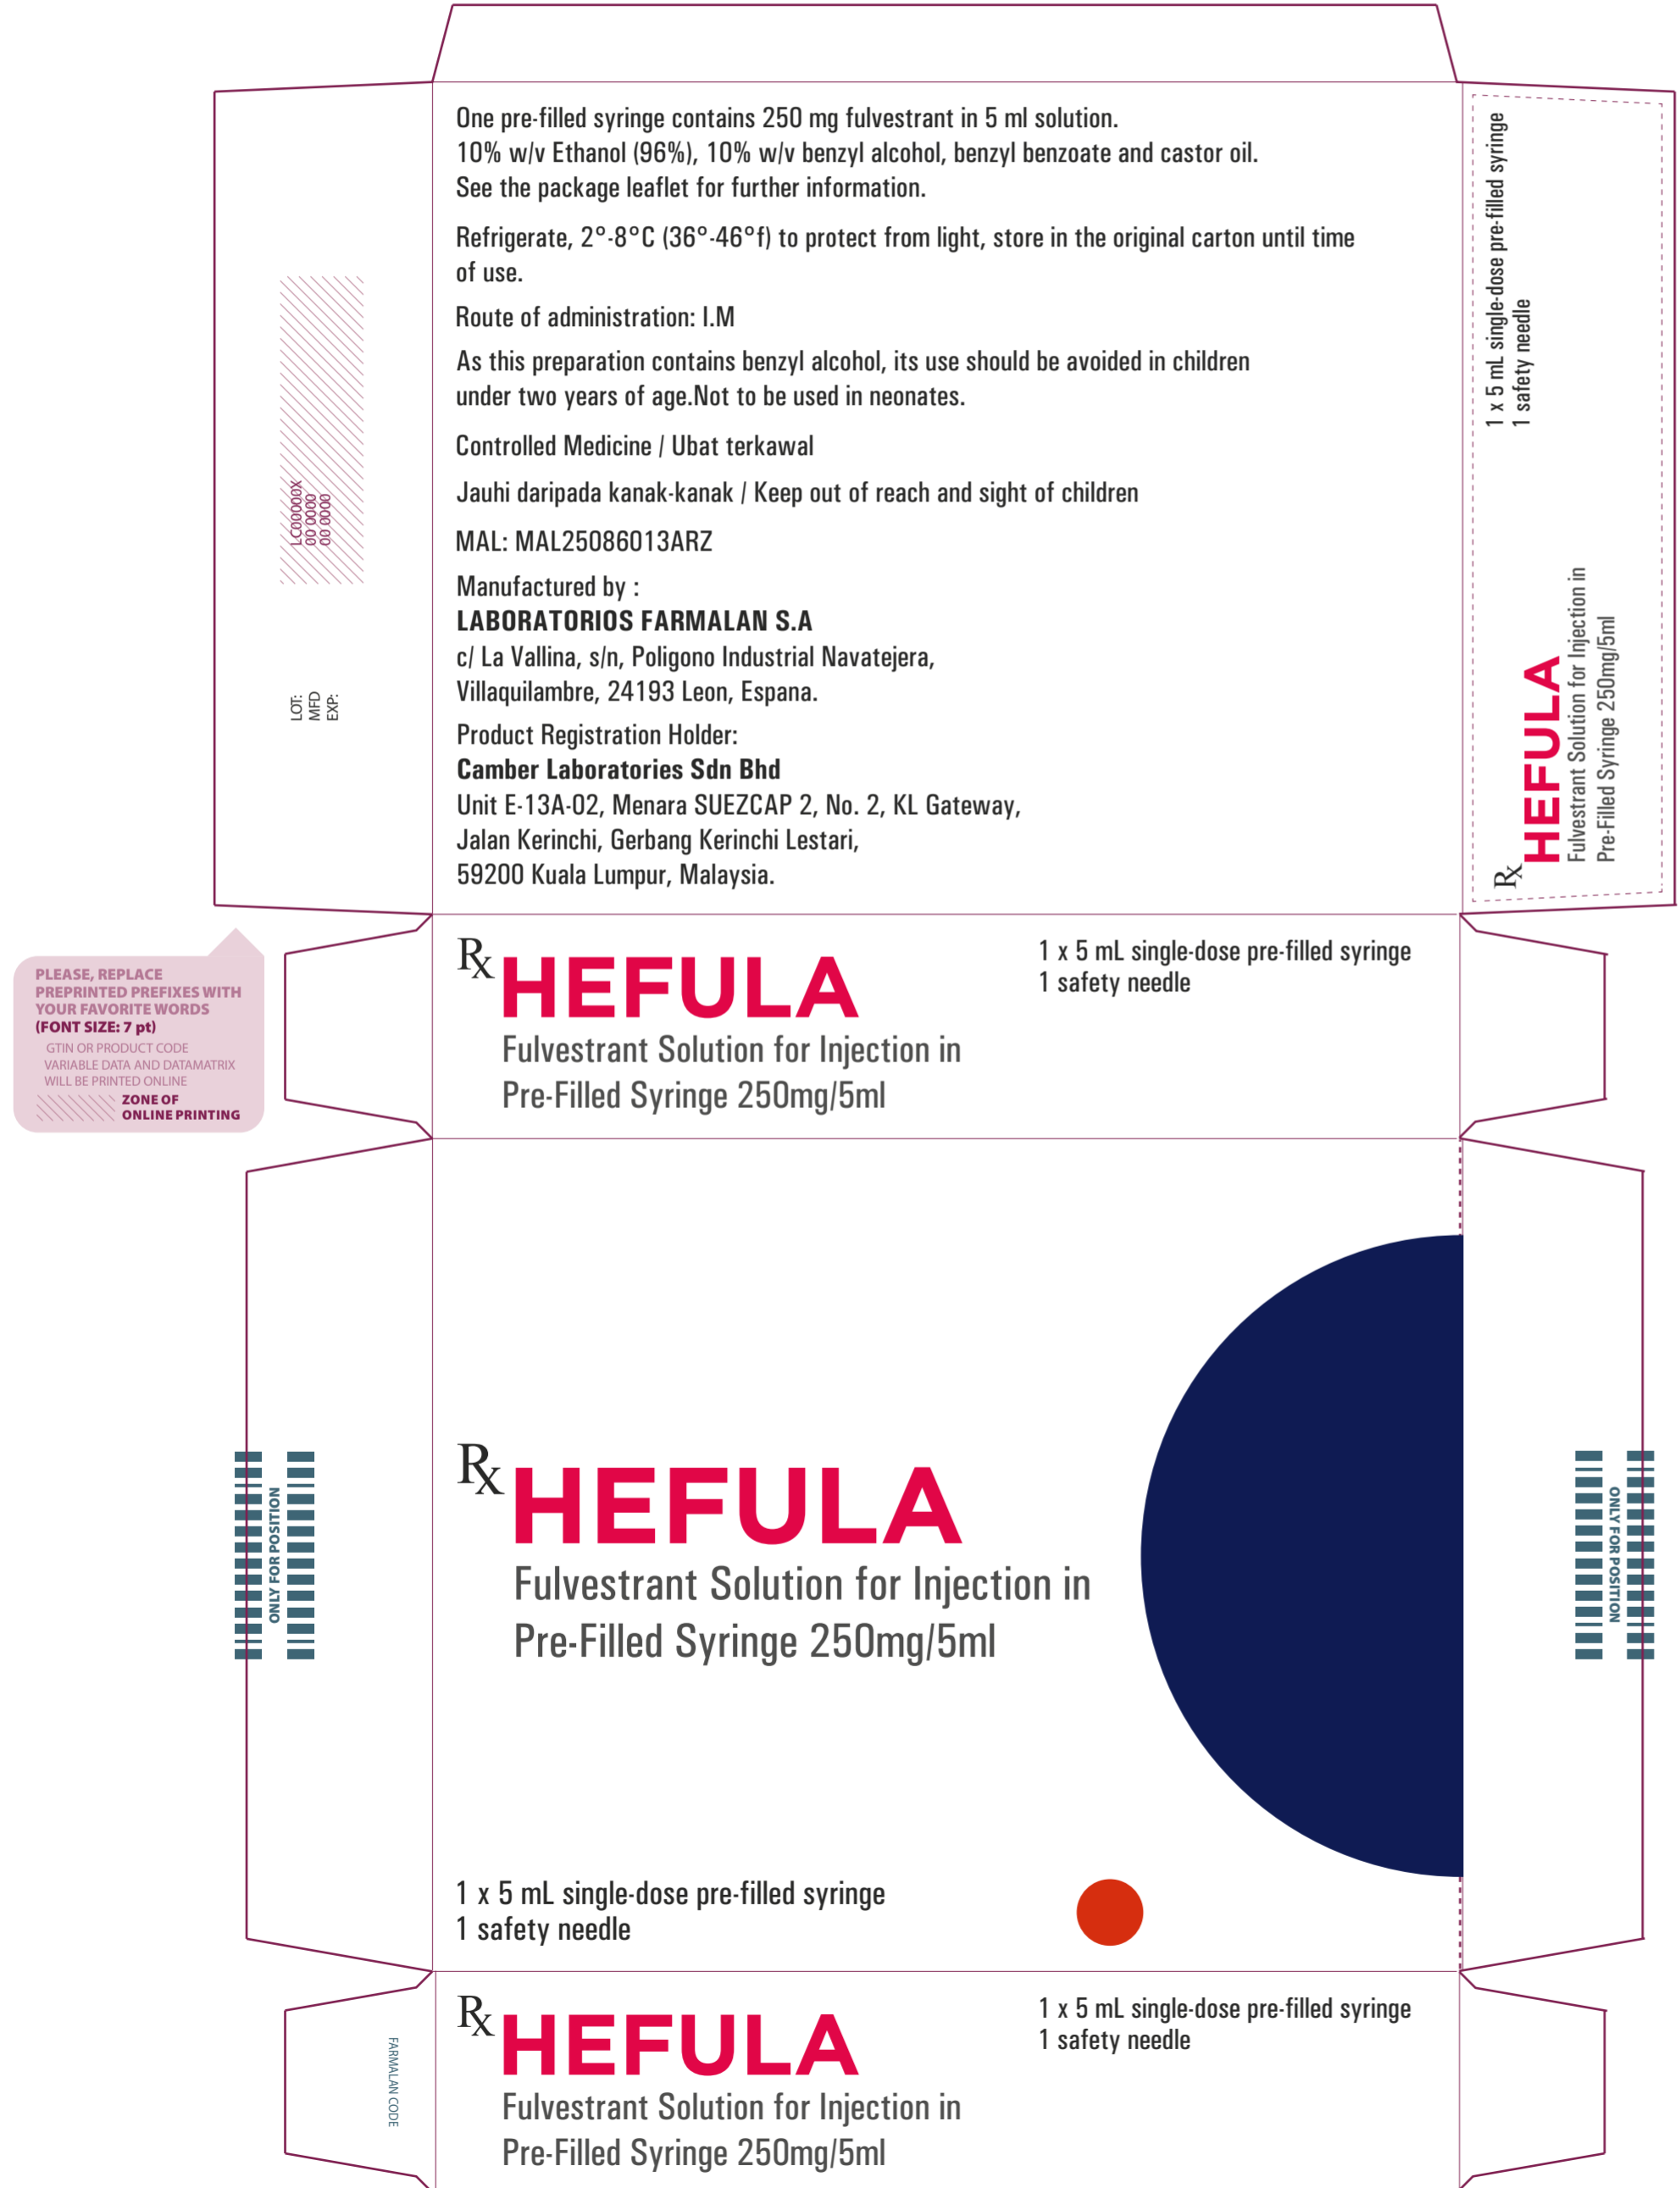 One pre-filled syringe contains 250 mg fulvestrant in 5 ml solution.
10% w/v Ethanol (96%), 10% w/v benzyl alcohol, benzyl benzoate and castor oil.
See the package leaflet for further information.
Refrigerate, 2°-8°C (36°-46°f) to protect from light, store in the original carton until time
of use.
Route of administration: I.M
As this preparation contains benzyl alcohol, its use should be avoided in children
under two years of age.Not to be used in neonates.
Controlled Medicine / Ubat terkawal
Jauhi daripada kanak-kanak / Keep out of reach and sight of children
MAL: MAL25086013ARZ
Manufactured by :
LABORATORIOS FARMALAN S.A
c/ La Vallina, s/n, Poligono Industrial Navatejera,
Villaquilambre, 24193 Leon, Espana.
Product Registration Holder:
Camber Laboratories Sdn Bhd
Unit E-13A-02, Menara SUEZCAP 2, No. 2, KL Gateway,
Jalan Kerinchi, Gerbang Kerinchi Lestari,
59200 Kuala Lumpur, Malaysia.
LOT:
MFD
EXP:
LC00000X
00 0000
00 0000
Rx
HEFULA
Fulvestrant Solution for Injection in
Pre-Filled Syringe 250mg/5ml
1 x 5 mL single-dose pre-filled syringe
1 safety needle
PLEASE, REPLACE
PREPRINTED PREFIXES WITH
YOUR FAVORITE WORDS
(FONT SIZE: 7 pt)
GTIN OR PRODUCT CODE
VARIABLE DATA AND DATAMATRIX
WILL BE PRINTED ONLINE
ZONE OF
ONLINE PRINTING
Rx
HEFULA
Fulvestrant Solution for Injection in
Pre-Filled Syringe 250mg/5ml
1 x 5 mL single-dose pre-filled syringe
1 safety needle
ONLY FOR POSITION
Rx
HEFULA
Fulvestrant Solution for Injection in
Pre-Filled Syringe 250mg/5ml
1 x 5 mL single-dose pre-filled syringe
1 safety needle
ONLY FOR POSITION
FARMALAN CODE
Rx
HEFULA
Fulvestrant Solution for Injection in
Pre-Filled Syringe 250mg/5ml
1 x 5 mL single-dose pre-filled syringe
1 safety needle